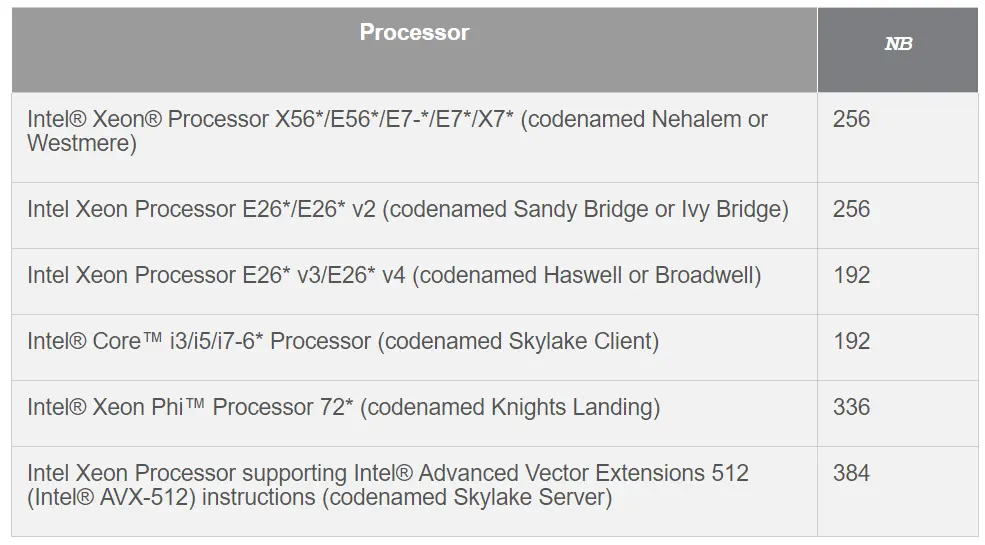 Processor
NB
Intel® Xeon® Processor X56*/E56*/E7-*/E7*/X7* (codenamed Nehalem or
Westmere)
256
Intel Xeon Processor E26*/E26* v2 (codenamed Sandy Bridge or Ivy Bridge)
256
Intel Xeon Processor E26* v3/E26* v4 (codenamed Haswell or Broadwell)
192
Intel® Core™ i3/i5/i7-6* Processor (codenamed Skylake Client)
192
Intel® Xeon Phi™ Processor 72* (codenamed Knights Landing)
336
Intel Xeon Processor supporting Intel® Advanced Vector Extensions 512
(Intel® AVX-512) instructions (codenamed Skylake Server)
384